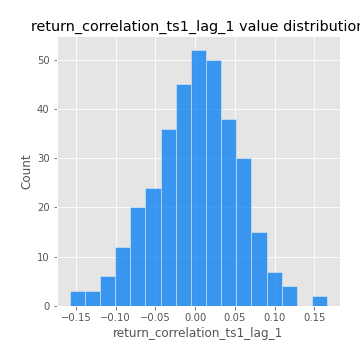 return_correlation_ts1_lag_1 value distribution
50
40
30
20
10
0
Count
−0.15 −0.10 −0.05 0.00 0.05 0.10 0.15
return_correlation_ts1_lag_1